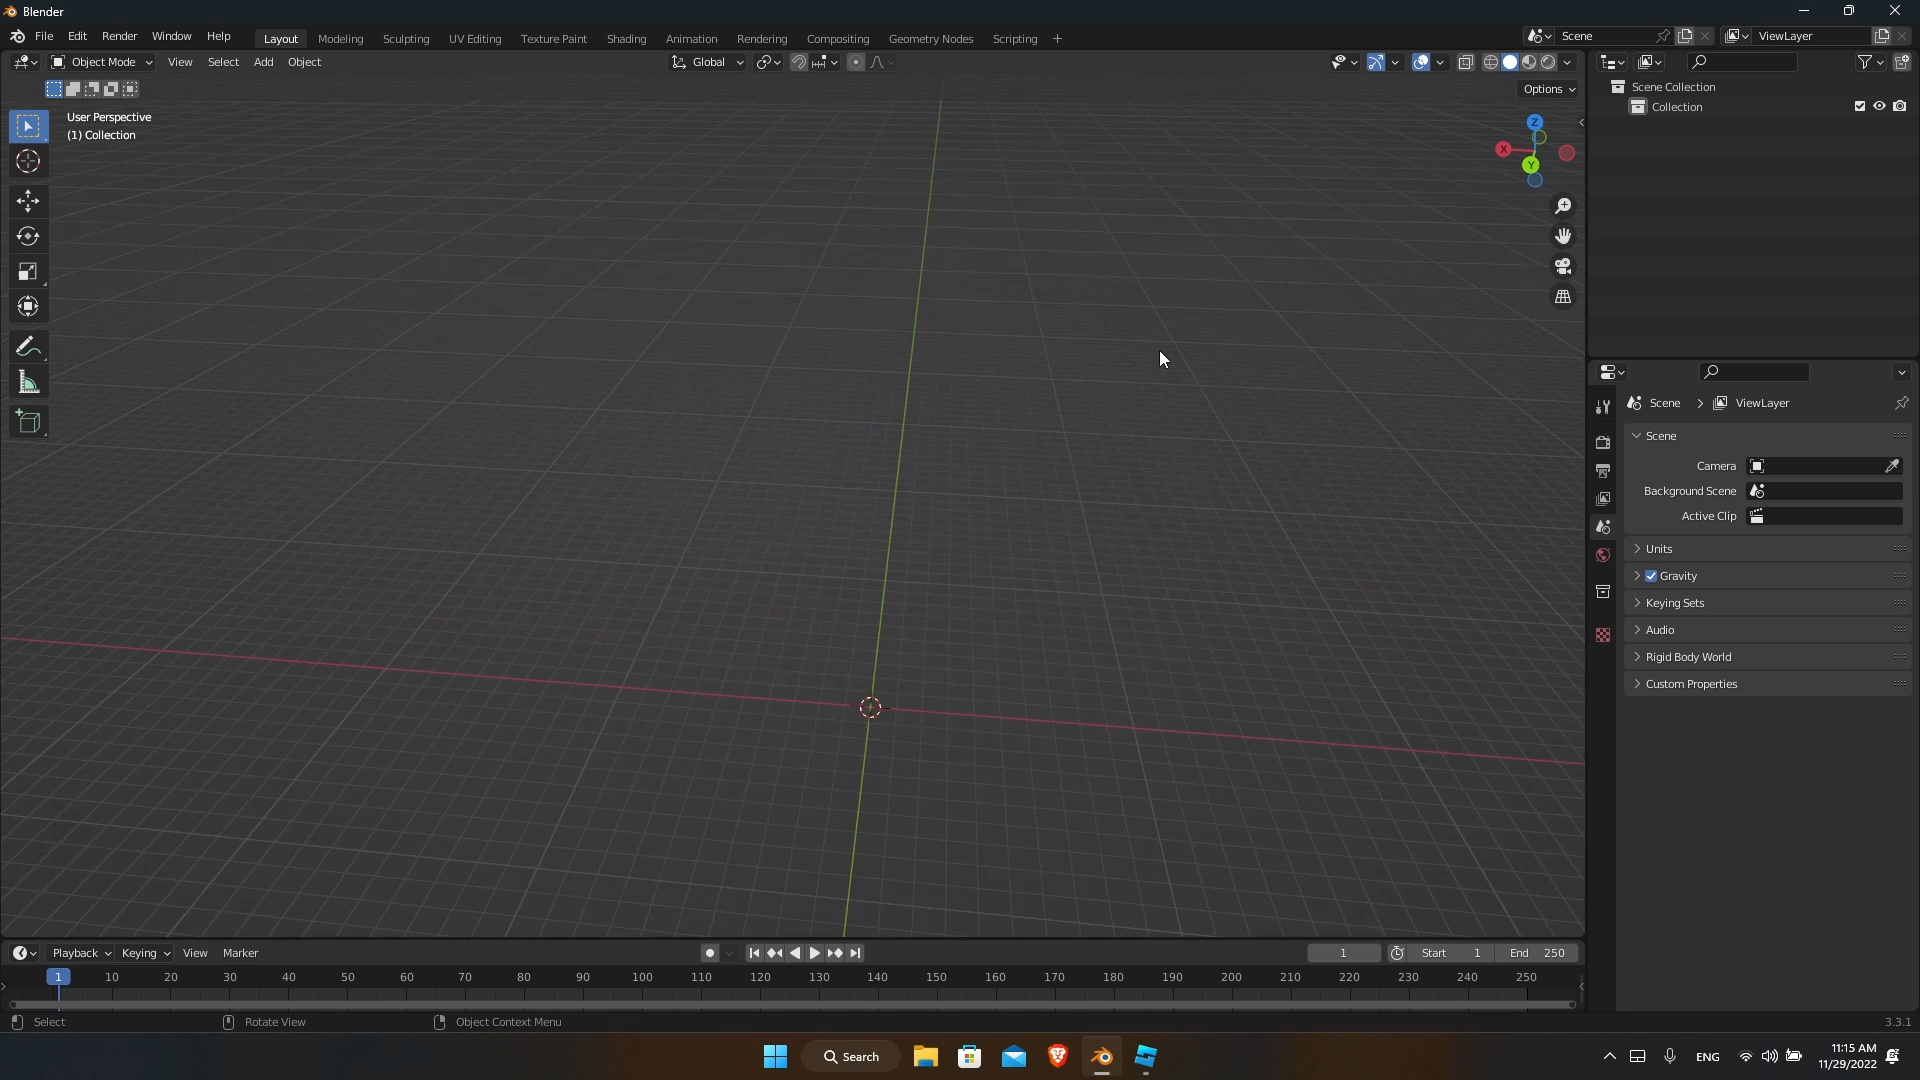 Blender
File Edit Render Window Help Layout Modeling Sculpting UV Editing Texture Paint Shading Animation Rendering Compositing Geometry Nodes Scripting + Scene ViewLayer
Object Mode View Select Add Object Global
Options
User Perspective
(1) Collection
Z
X
Y
Scene Collection
Collection
Scene > ViewLayer
Scene
Camera
Background Scene
Active Clip
Units
Gravity
Keying Sets
Audio
Rigid Body World
Custom Properties
Playback Keying View Marker 1 Start 1 End 250
1 10 20 30 40 50 60 70 80 90 100 110 120 130 140 150 160 170 180 190 200 210 220 230 240 250
Select Rotate View Object Context Menu 3.3.1
Search ENG 11:15 AM
11/29/2022